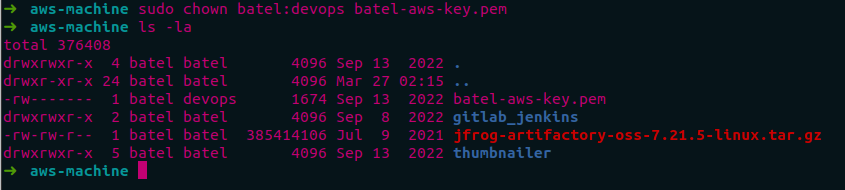 ➜ aws-machine sudo chown batel:devops batel-aws-key.pem
➜ aws-machine ls -la
total 376408
drwxrwxr-x 4 batel batel 4096 Sep 13 2022 .
drwxr-xr-x 24 batel batel 4096 Mar 27 02:15 ..
-rw------- 1 batel devops 1674 Sep 13 2022 batel-aws-key.pem
drwxrwxr-x 2 batel batel 4096 Sep 8 2022 gitlab_jenkins
-rw-rw-r-- 1 batel batel 385414106 Jul 9 2021 jfrog-artifactory-oss-7.21.5-linux.tar.gz
drwxrwxr-x 5 batel batel 4096 Sep 13 2022 thumbnailer
➜ aws-machine